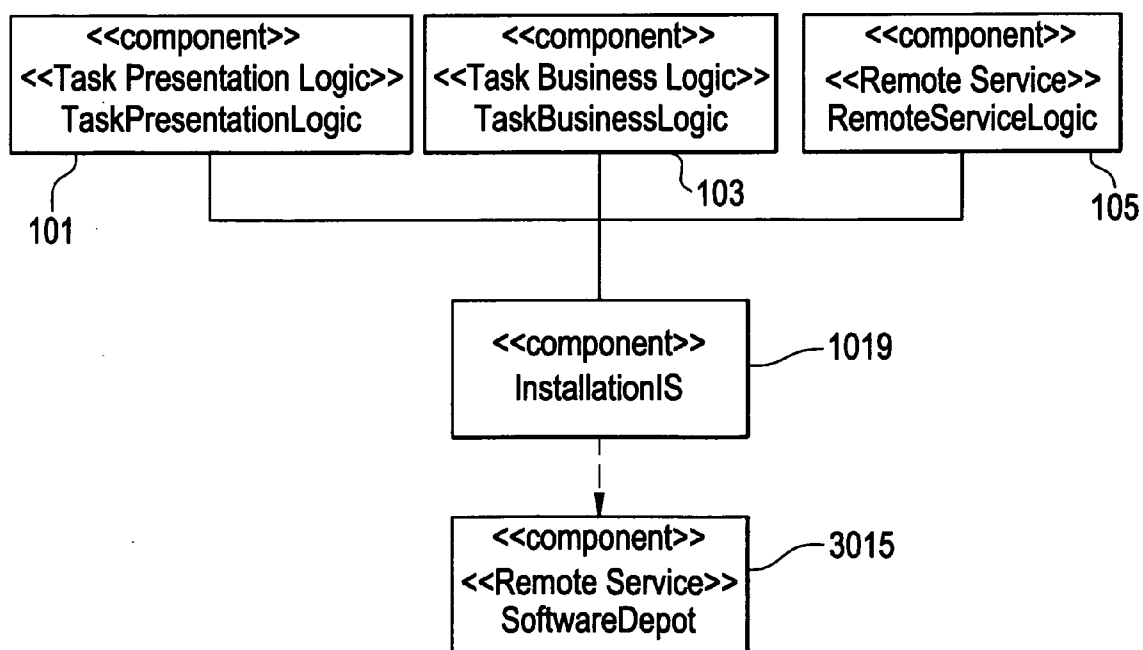 <<component>>
<<Task Presentation Logic>>
TaskPresentationLogic
<<component>>
<<Task Business Logic>>
TaskBusinessLogic
<<component>>
<<Remote Service>>
RemoteServiceLogic
101
103
105
<<component>>
InstallationIS
1019
<<component>>
<<Remote Service>>
SoftwareDepot
3015